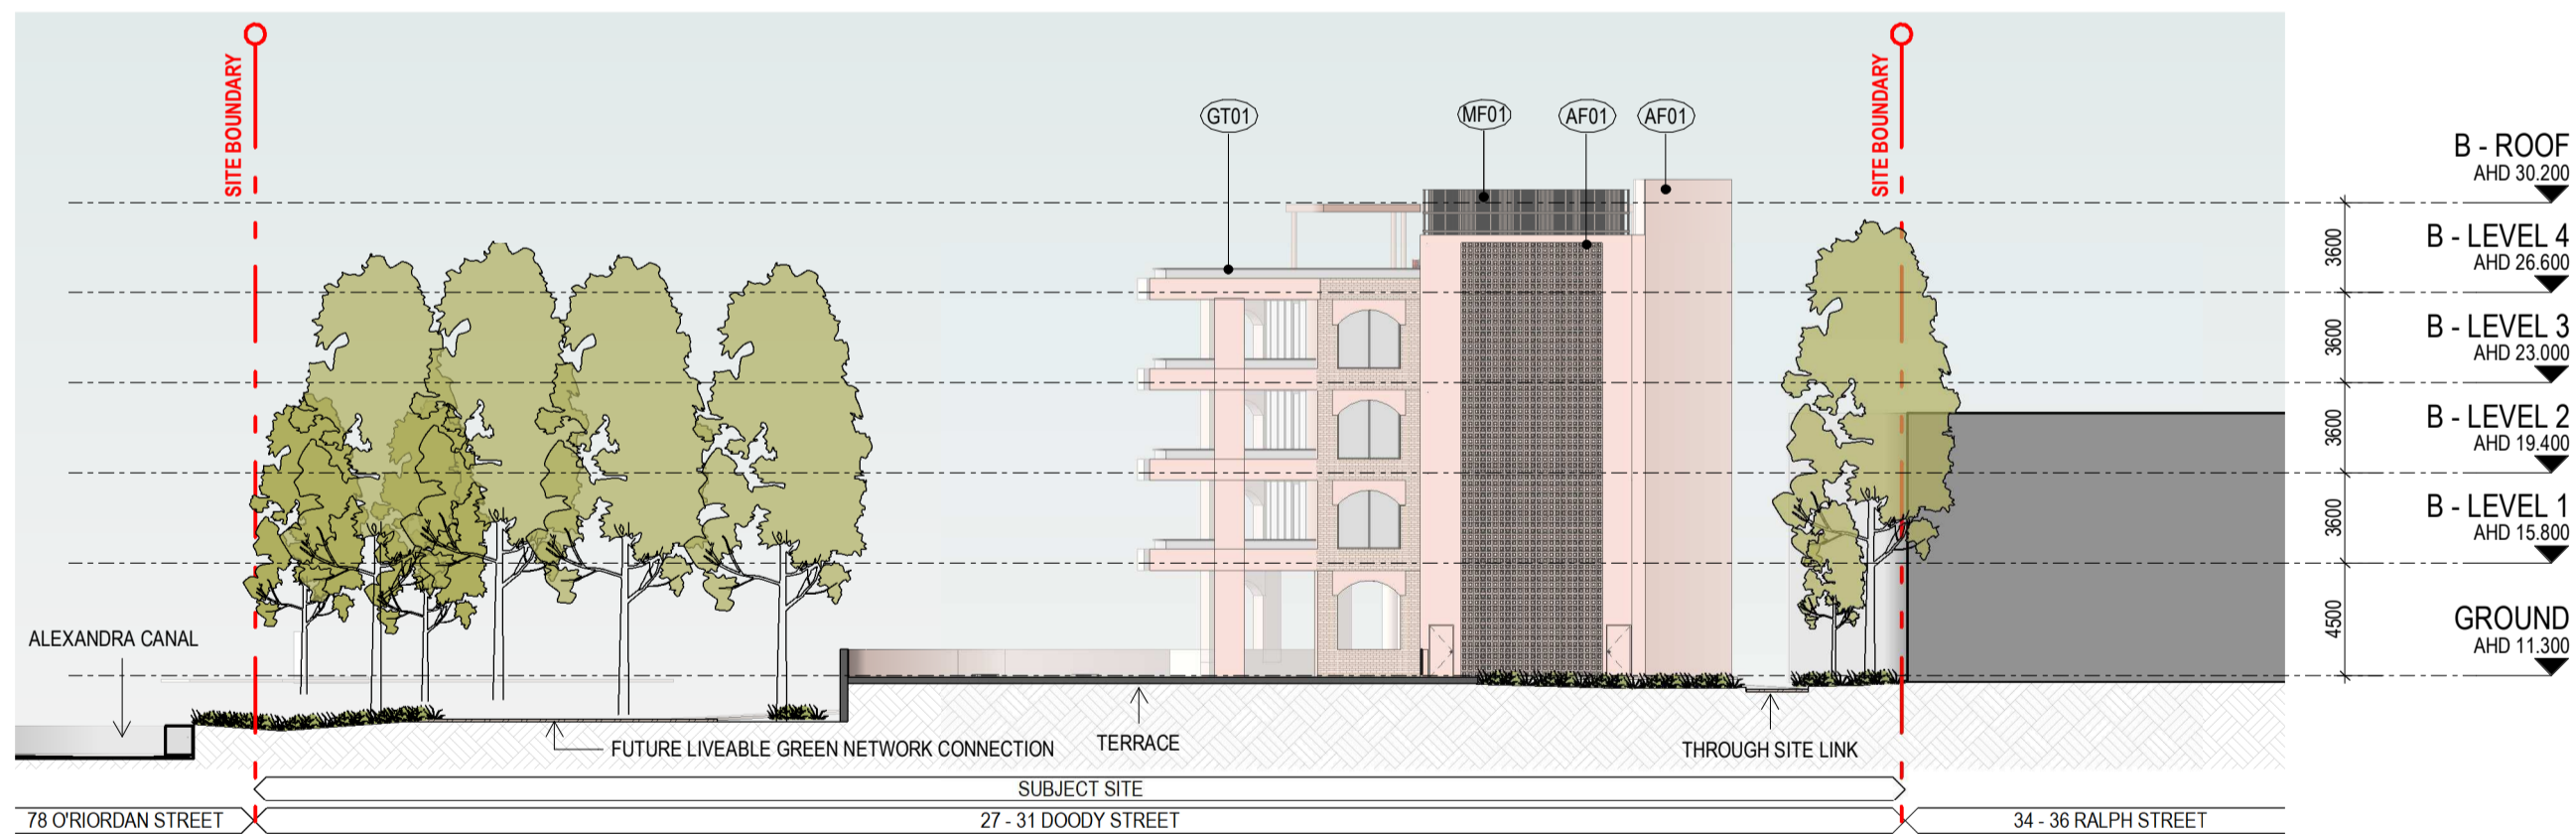 SITE BOUNDARY
SITE BOUNDARY
GT01
MF01
AF01
AF01
B - ROOF
AHD 30.200
3600
B - LEVEL 4
AHD 26.600
3600
B - LEVEL 3
AHD 23.000
3600
B - LEVEL 2
AHD 19.400
3600
B - LEVEL 1
AHD 15.800
4500
GROUND
AHD 11.300
ALEXANDRA CANAL
FUTURE LIVEABLE GREEN NETWORK CONNECTION
TERRACE
THROUGH SITE LINK
SUBJECT SITE
78 O'RIORDAN STREET
27 - 31 DOODY STREET
34 - 36 RALPH STREET